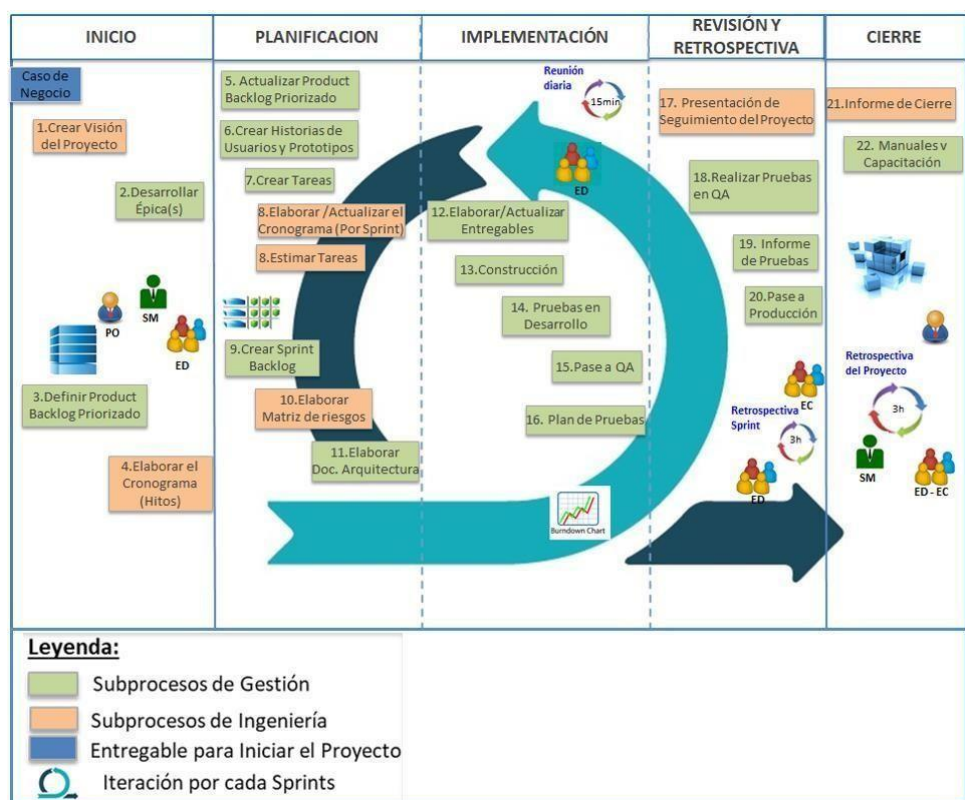 INICIO
PLANIFICACION
IMPLEMENTACIÓN
REVISIÓN Y
RETROSPECTIVA
CIERRE
Caso de
Negocio
1.Crear Visión
del Proyecto
2.Desarrollar
Épica(s)
PO
SM
ED
3.Definir Product
Backlog Priorizado
4.Elaborar el
Cronograma
(Hitos)
5. Actualizar Product
Backlog Priorizado
6.Crear Historias de
Usuarios y Prototipos
7.Crear Tareas
8.Elaborar /Actualizar el
Cronograma (Por Sprint)
8.Estimar Tareas
9.Crear Sprint
Backlog
10.Elaborar
Matriz de riesgos
11.Elaborar
Doc. Arquitectura
Reunión
diaria
15min
ED
12.Elaborar/Actualizar
Entregables
13.Construcción
14. Pruebas en
Desarrollo
15.Pase a QA
16. Plan de Pruebas
Burndown Chart
17. Presentación de
Seguimiento del Proyecto
18.Realizar Pruebas
en QA
19. Informe
de Pruebas
20.Pase a
Producción
EC
Retrospectiva
Sprint
3h
ED
21.Informe de Cierre
22. Manuales v
Capacitación
Retrospectiva
del Proyecto
3h
SM
ED - EC
Leyenda:
Subprocesos de Gestión
Subprocesos de Ingeniería
Entregable para Iniciar el Proyecto
Iteración por cada Sprints